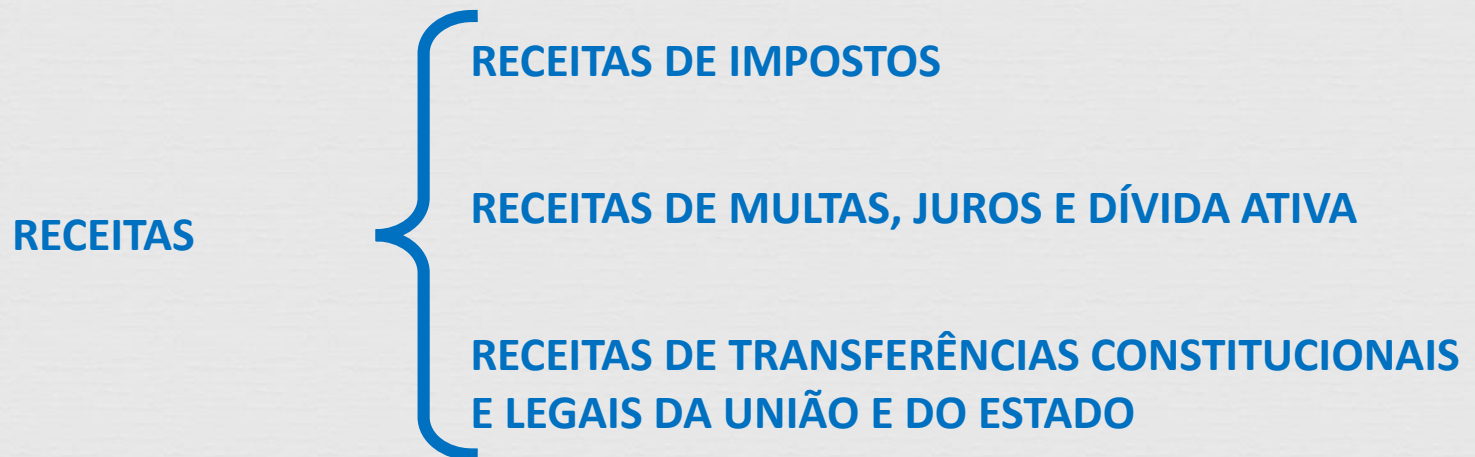 RECEITAS
RECEITAS DE IMPOSTOS
RECEITAS DE MULTAS, JUROS E DÍVIDA ATIVA
RECEITAS DE TRANSFERÊNCIAS CONSTITUCIONAIS
E LEGAIS DA UNIÃO E DO ESTADO